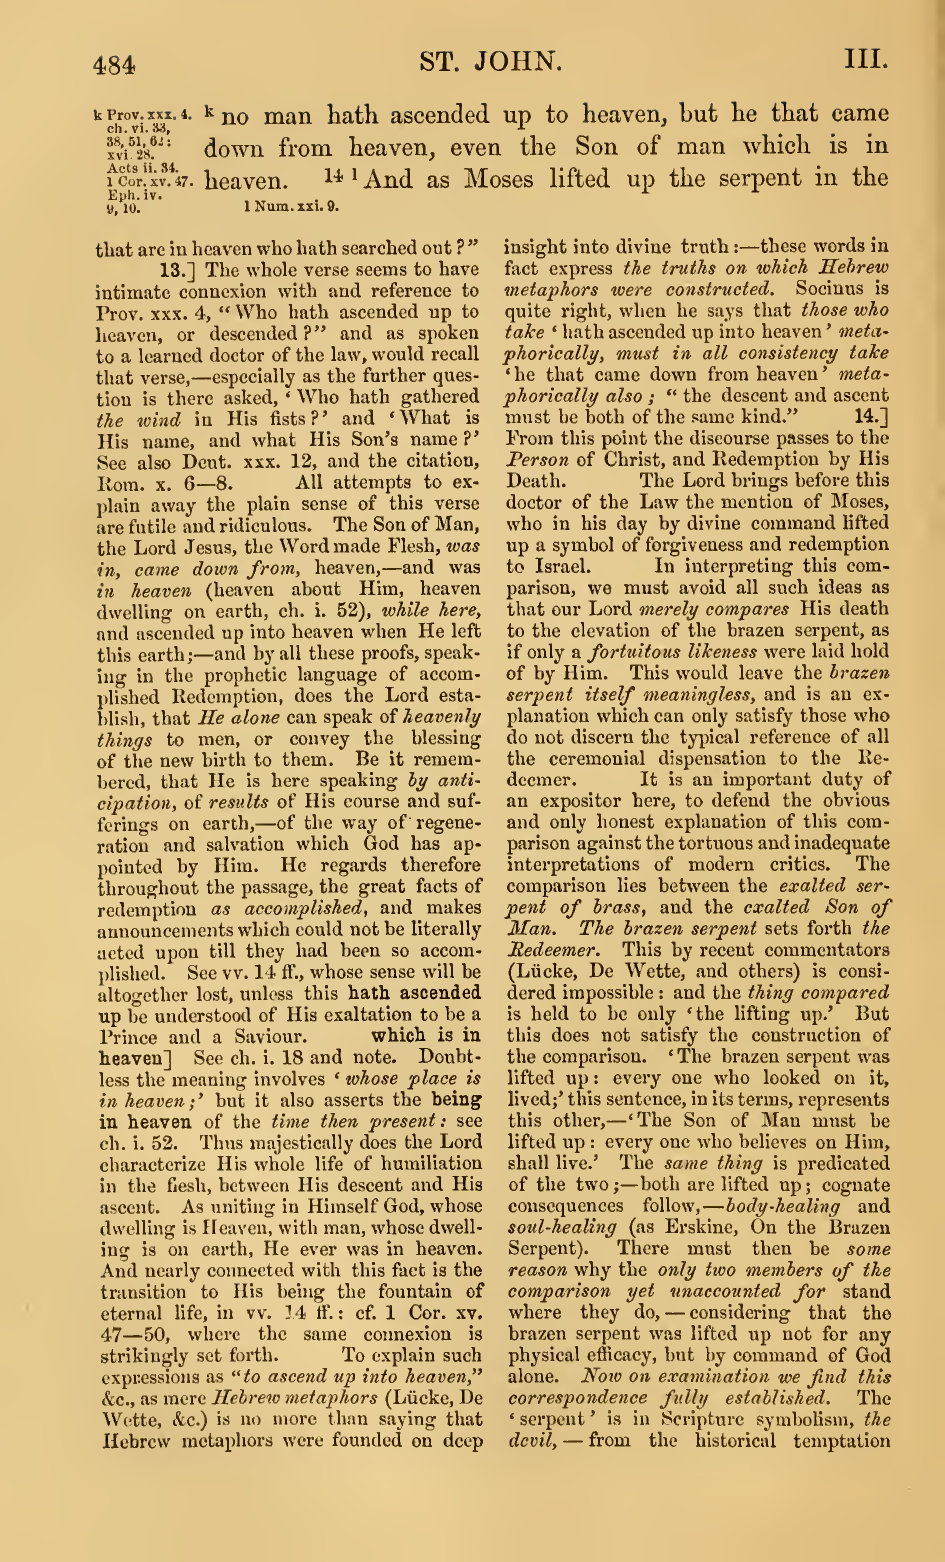 484
ST. JOHN.
III.
k Prov. xxx. 4.
ch. vi. 33,
38, 51, 62:
xvi. 28.
Acts ii. 34.
1 Cor. xv. 47.
Eph. iv.
9, 10.
k no man hath ascended up to heaven, but he that came
down from heaven, even the Son of man which is in
heaven. 14 l And as Moses lifted up the serpent in the
l Num. xxi. 9.
that are in heaven who hath searched out?”
13.] The whole verse seems to have
intimate connexion with and reference to
Prov. xxx. 4, “Who hath ascended up to
heaven, or descended?” and as spoken
to a learned doctor of the law, would recall
that verse,—especially as the further ques-
tion is there asked, ‘Who hath gathered
the wind in His fists?’ and ‘What is
His name, and what His Son’s name?’
See also Deut. xxx. 12, and the citation,
Rom. x. 6—8. All attempts to ex-
plain away the plain sense of this verse
are futile and ridiculous. The Son of Man,
the Lord Jesus, the Word made Flesh, was
in, came down from, heaven,—and was
in heaven (heaven about Him, heaven
dwelling on earth, ch. i. 52), while here,
and ascended up into heaven when He left
this earth;—and by all these proofs, speak-
ing in the prophetic language of accom-
plished Redemption, does the Lord esta-
blish, that He alone can speak of heavenly
things to men, or convey the blessing
of the new birth to them. Be it remem-
bered, that He is here speaking by anti-
cipation, of results of His course and suf-
ferings on earth,—of the way of regene-
ration and salvation which God has ap-
pointed by Him. He regards therefore
throughout the passage, the great facts of
redemption as accomplished, and makes
announcements which could not be literally
acted upon till they had been so accom-
plished. See vv. 14 ff., whose sense will be
altogether lost, unless this hath ascended
up be understood of His exaltation to be a
Prince and a Saviour. which is in
heaven] See ch. i. 18 and note. Doubt-
less the meaning involves ‘whose place is
in heaven;’ but it also asserts the being
in heaven of the time then present: see
ch. i. 52. Thus majestically does the Lord
characterize His whole life of humiliation
in the flesh, between His descent and His
ascent. As uniting in Himself God, whose
dwelling is Heaven, with man, whose dwell-
ing is on earth, He ever was in heaven.
And nearly connected with this fact is the
transition to His being the fountain of
eternal life, in vv. 14 ff.: cf. 1 Cor. xv.
47—50, where the same connexion is
strikingly set forth. To explain such
expressions as “to ascend up into heaven,”
&c., as mere Hebrew metaphors (Lücke, De
Wette, &c.) is no more than saying that
Hebrew metaphors were founded on deep
insight into divine truth:—these words in
fact express the truths on which Hebrew
metaphors were constructed. Socinus is
quite right, when he says that those who
take ‘hath ascended up into heaven’ meta-
phorically, must in all consistency take
‘he that came down from heaven’ meta-
phorically also; “the descent and ascent
must be both of the same kind.” 14.]
From this point the discourse passes to the
Person of Christ, and Redemption by His
Death. The Lord brings before this
doctor of the Law the mention of Moses,
who in his day by divine command lifted
up a symbol of forgiveness and redemption
to Israel. In interpreting this com-
parison, we must avoid all such ideas as
that our Lord merely compares His death
to the elevation of the brazen serpent, as
if only a fortuitous likeness were laid hold
of by Him. This would leave the brazen
serpent itself meaningless, and is an ex-
planation which can only satisfy those who
do not discern the typical reference of all
the ceremonial dispensation to the Re-
deemer. It is an important duty of
an expositor here, to defend the obvious
and only honest explanation of this com-
parison against the tortuous and inadequate
interpretations of modern critics. The
comparison lies between the exalted ser-
pent of brass, and the exalted Son of
Man. The brazen serpent sets forth the
Redeemer. This by recent commentators
(Lücke, De Wette, and others) is consi-
dered impossible: and the thing compared
is held to be only ‘the lifting up.’ But
this does not satisfy the construction of
the comparison. ‘The brazen serpent was
lifted up: every one who looked on it,
lived;’ this sentence, in its terms, represents
this other,—‘The Son of Man must be
lifted up: every one who believes on Him,
shall live.’ The same thing is predicated
of the two;—both are lifted up; cognate
consequences follow,—body-healing and
soul-healing (as Erskine, On the Brazen
Serpent). There must then be some
reason why the only two members of the
comparison yet unaccounted for stand
where they do,—considering that the
brazen serpent was lifted up not for any
physical efficacy, but by command of God
alone. Now on examination we find this
correspondence fully established. The
‘serpent’ is in Scripture symbolism, the
devil,—from the historical temptation